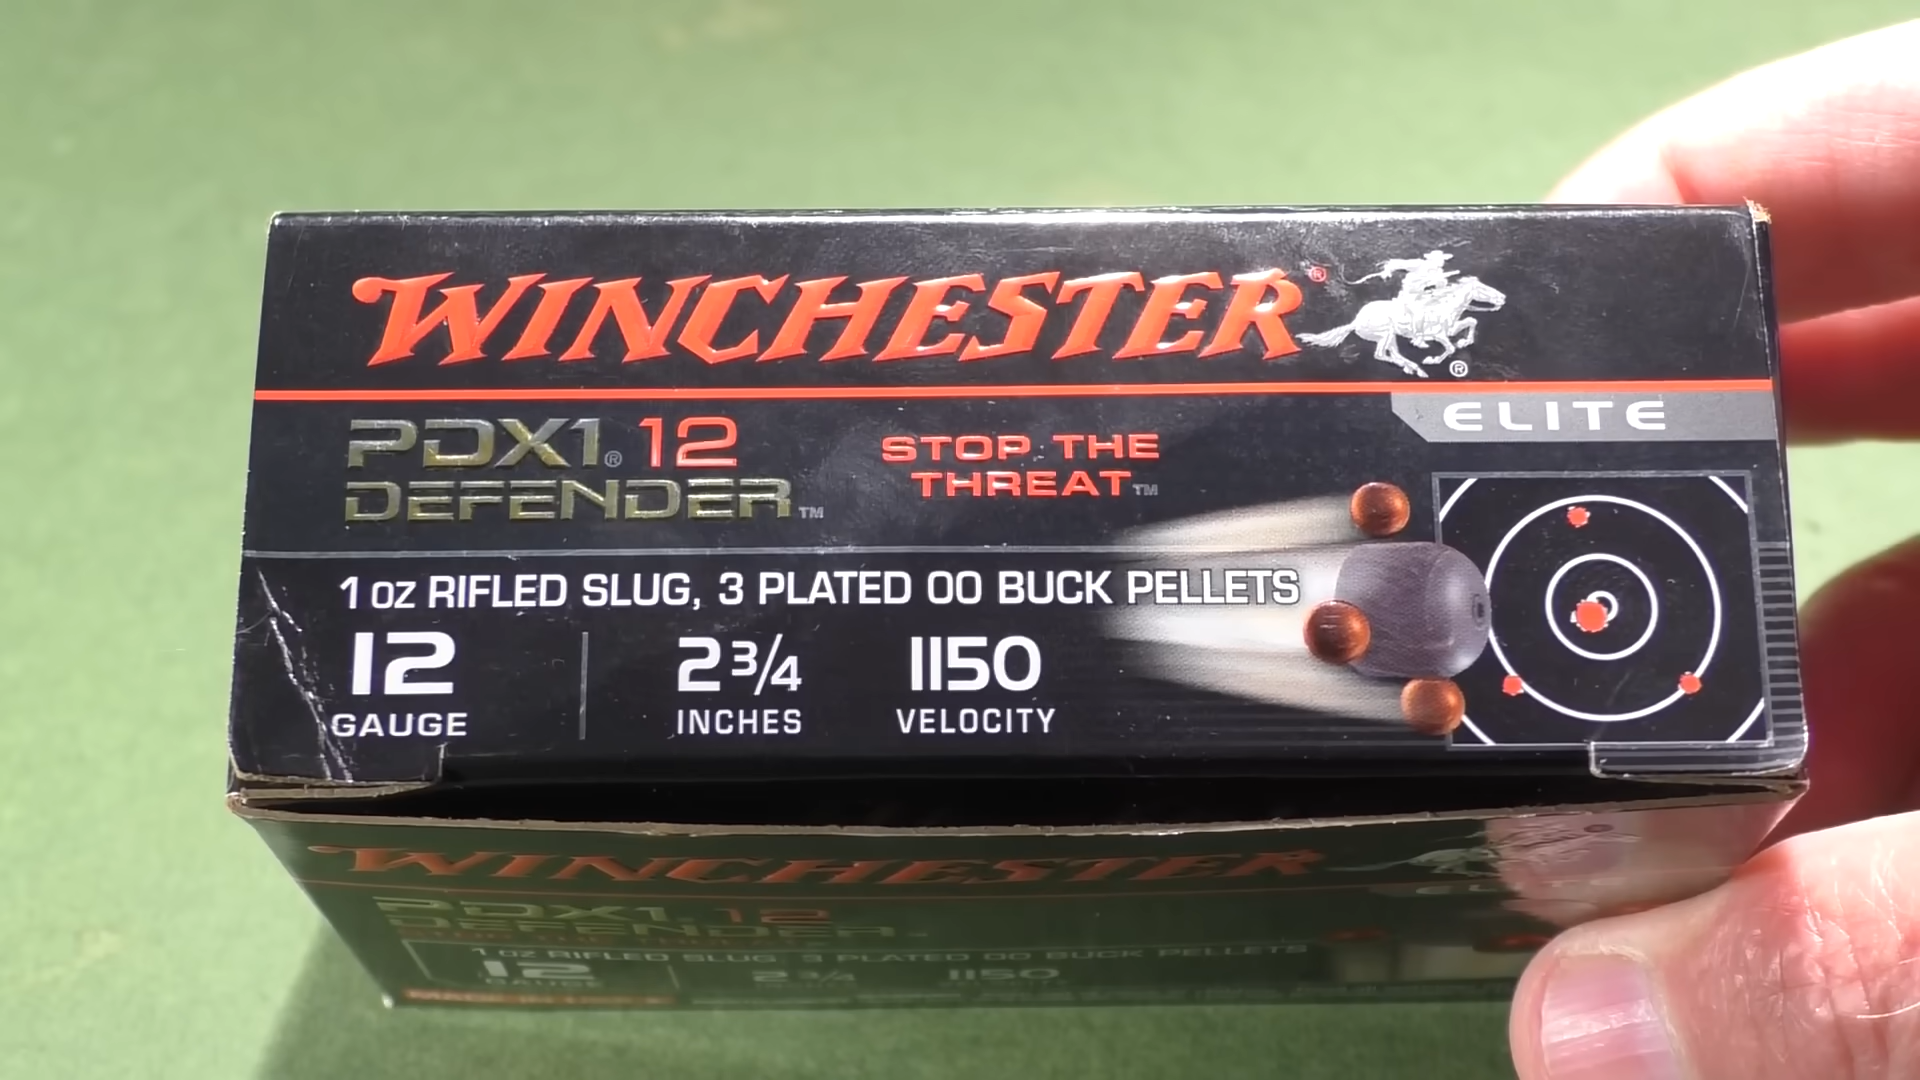 WINCHESTER®
®
ELITE
PDX1® 12
DEFENDER™
STOP THE
THREAT™
1 oz RIFLED SLUG, 3 PLATED 00 BUCK PELLETS
12
GAUGE
2 3/4
INCHES
1150
VELOCITY
WINCHESTER
ELITE
PDX1 12
DEFENDER
1 oz RIFLED SLUG 3 PLATED 00 BUCK PELLETS
12
GAUGE
2 3/4
1150